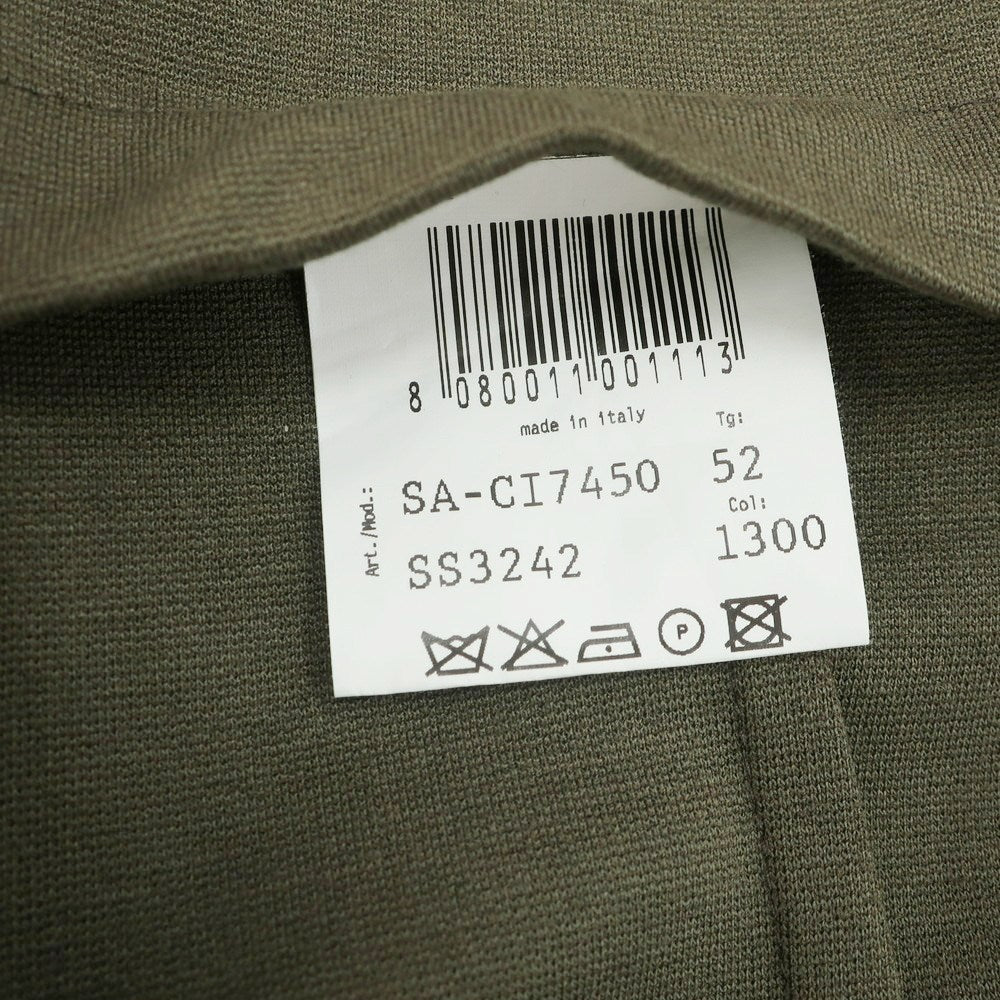 8 080011 001113
made in italy
Tg:
Art./Mod.:
SA-CI7450
52
Col:
SS3242
1300
P